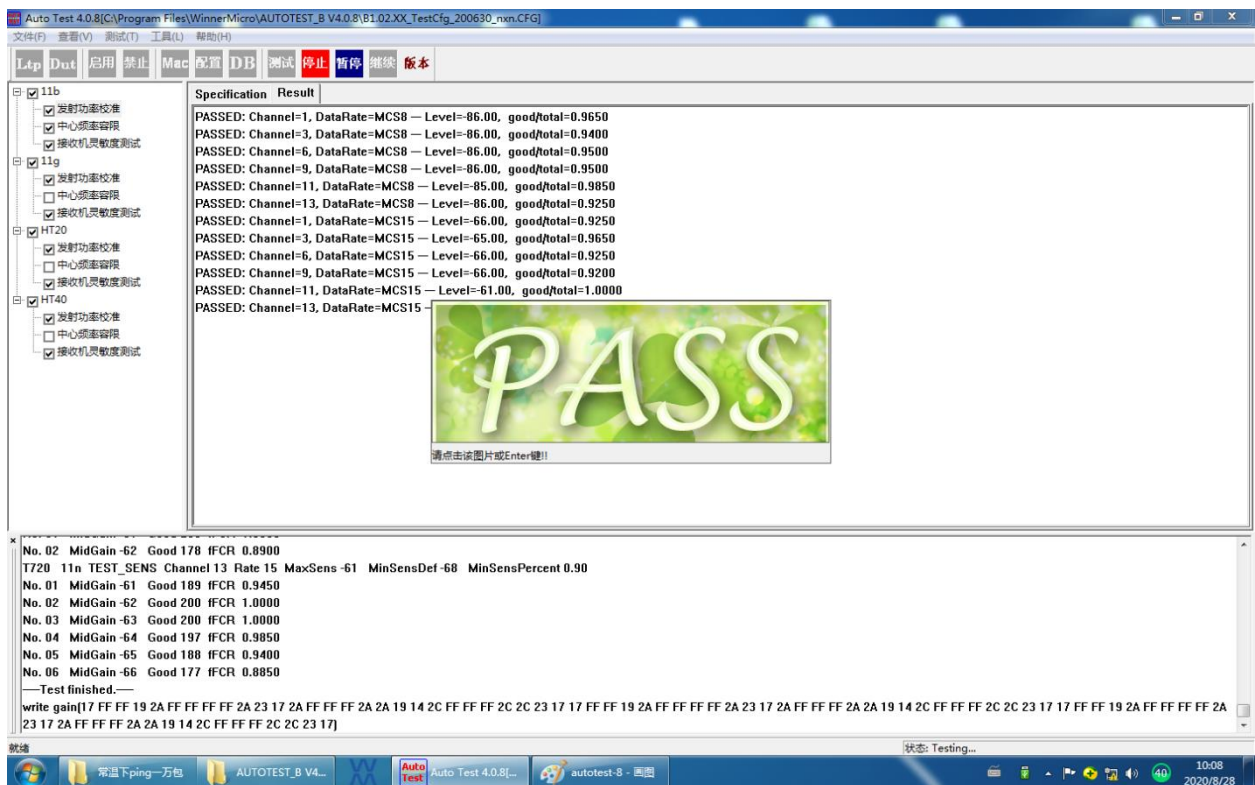 Auto Test 4.0.8[C:\Program Files\WinnerMicro\AUTOTEST_B V4.0.8\B1.02.XX_TestCfg_200630_nxn.CFG]
文件(F) 查看(V) 测试(T) 工具(L) 帮助(H)
Ltp Dut 启用 禁止 Mac 配置 DB 测试 停止 暂停 继续 版本
11b
发射功率校准
中心频率容限
接收机灵敏度测试
11g
发射功率校准
中心频率容限
接收机灵敏度测试
HT20
发射功率校准
中心频率容限
接收机灵敏度测试
HT40
发射功率校准
中心频率容限
接收机灵敏度测试
Specification Result
PASSED: Channel=1, DataRate=MCS8 — Level=-86.00, good/total=0.9650
PASSED: Channel=3, DataRate=MCS8 — Level=-86.00, good/total=0.9400
PASSED: Channel=6, DataRate=MCS8 — Level=-86.00, good/total=0.9500
PASSED: Channel=9, DataRate=MCS8 — Level=-86.00, good/total=0.9500
PASSED: Channel=11, DataRate=MCS8 — Level=-85.00, good/total=0.9850
PASSED: Channel=13, DataRate=MCS8 — Level=-86.00, good/total=0.9250
PASSED: Channel=1, DataRate=MCS15 — Level=-66.00, good/total=0.9250
PASSED: Channel=3, DataRate=MCS15 — Level=-65.00, good/total=0.9650
PASSED: Channel=6, DataRate=MCS15 — Level=-66.00, good/total=0.9250
PASSED: Channel=9, DataRate=MCS15 — Level=-66.00, good/total=0.9200
PASSED: Channel=11, DataRate=MCS15 — Level=-61.00, good/total=1.0000
PASSED: Channel=13, DataRate=MCS15 —
PASS
请点击该图片或Enter键!!
No. 02 MidGain -62 Good 178 fFCR 0.8900
T720 11n TEST_SENS Channel 13 Rate 15 MaxSens -61 MinSensDef -68 MinSensPercent 0.90
No. 01 MidGain -61 Good 189 fFCR 0.9450
No. 02 MidGain -62 Good 200 fFCR 1.0000
No. 03 MidGain -63 Good 200 fFCR 1.0000
No. 04 MidGain -64 Good 197 fFCR 0.9850
No. 05 MidGain -65 Good 188 fFCR 0.9400
No. 06 MidGain -66 Good 177 fFCR 0.8850
—–Test finished.—–
write gain[17 FF FF 19 2A FF FF FF FF 2A 23 17 2A FF FF FF 2A 2A 19 14 2C FF FF FF 2C 2C 23 17 17 FF FF 19 2A FF FF FF FF 2A 23 17 2A FF FF FF 2A 2A 19 14 2C FF FF FF 2C 2C 23 17 17 FF FF 19 2A FF FF FF FF 2A
23 17 2A FF FF FF 2A 2A 19 14 2C FF FF FF 2C 2C 23 17]
就绪 状态: Testing...
常温下ping一万包 AUTOTEST_B V4... Auto Test Auto Test 4.0.8[... autotest-8 - 画图 40 10:08
2020/8/28